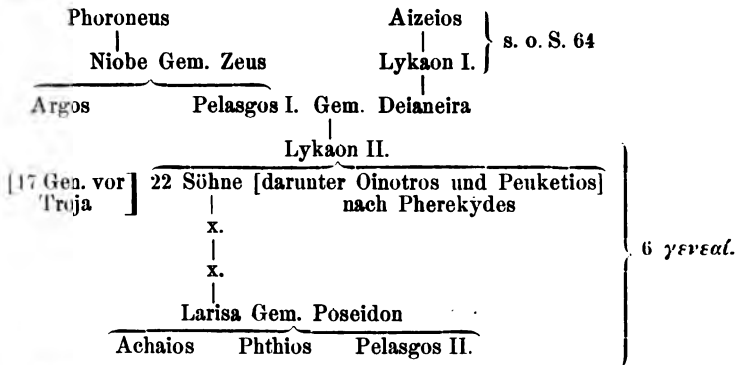 Phoroneus Aizeios
s. o. S. 64
Niobe Gem. Zeus Lykaon I.
Argos Pelasgos I. Gem. Deianeira
Lykaon II.
[17 Gen. vor] 22 Söhne [darunter Oinotros und Peuketios]
Troja nach Pherekydes
x.
6 γενεαί.
x.
Larisa Gem. Poseidon
Achaios Phthios Pelasgos II.